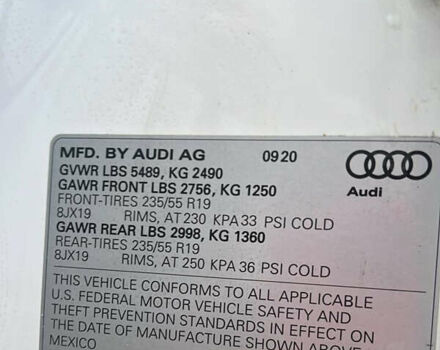 MFD. BY AUDI AG 0920
GVWR LBS 5489, KG 2490
GAWR FRONT LBS 2756, KG 1250
FRONT-TIRES 235/55 R19
8JX19 RIMS, AT 230 KPA 33 PSI COLD
GAWR REAR LBS 2998, KG 1360
REAR-TIRES 235/55 R19
8JX19 RIMS, AT 250 KPA 36 PSI COLD
Audi
THIS VEHICLE CONFORMS TO ALL APPLICABLE
U.S. FEDERAL MOTOR VEHICLE SAFETY AND
THEFT PREVENTION STANDARDS IN EFFECT ON
THE DATE OF MANUFACTURE SHOWN ABOVE.
MEXICO